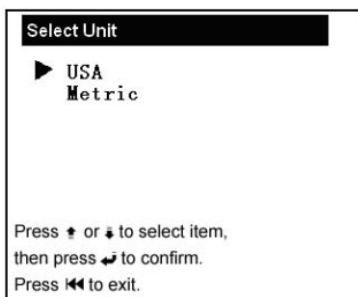 Select Unit
▶ USA
Metric
Press ⬆ or ⬇ to select item,
then press ↵ to confirm.
Press ⏮ to exit.